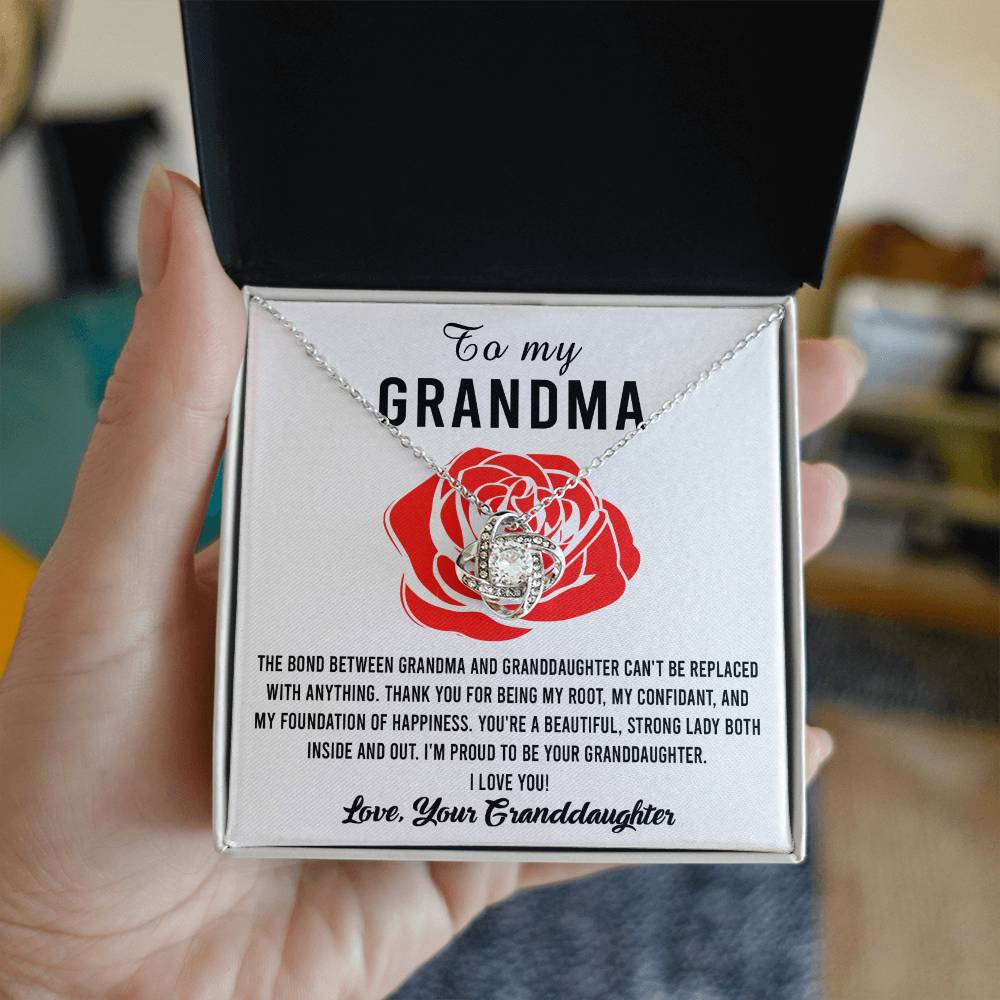 To my
GRANDMA
THE BOND BETWEEN GRANDMA AND GRANDDAUGHTER CAN'T BE REPLACED
WITH ANYTHING. THANK YOU FOR BEING MY ROOT, MY CONFIDANT, AND
MY FOUNDATION OF HAPPINESS. YOU'RE A BEAUTIFUL, STRONG LADY BOTH
INSIDE AND OUT. I'M PROUD TO BE YOUR GRANDDAUGHTER.
I LOVE YOU!
Love, Your Granddaughter